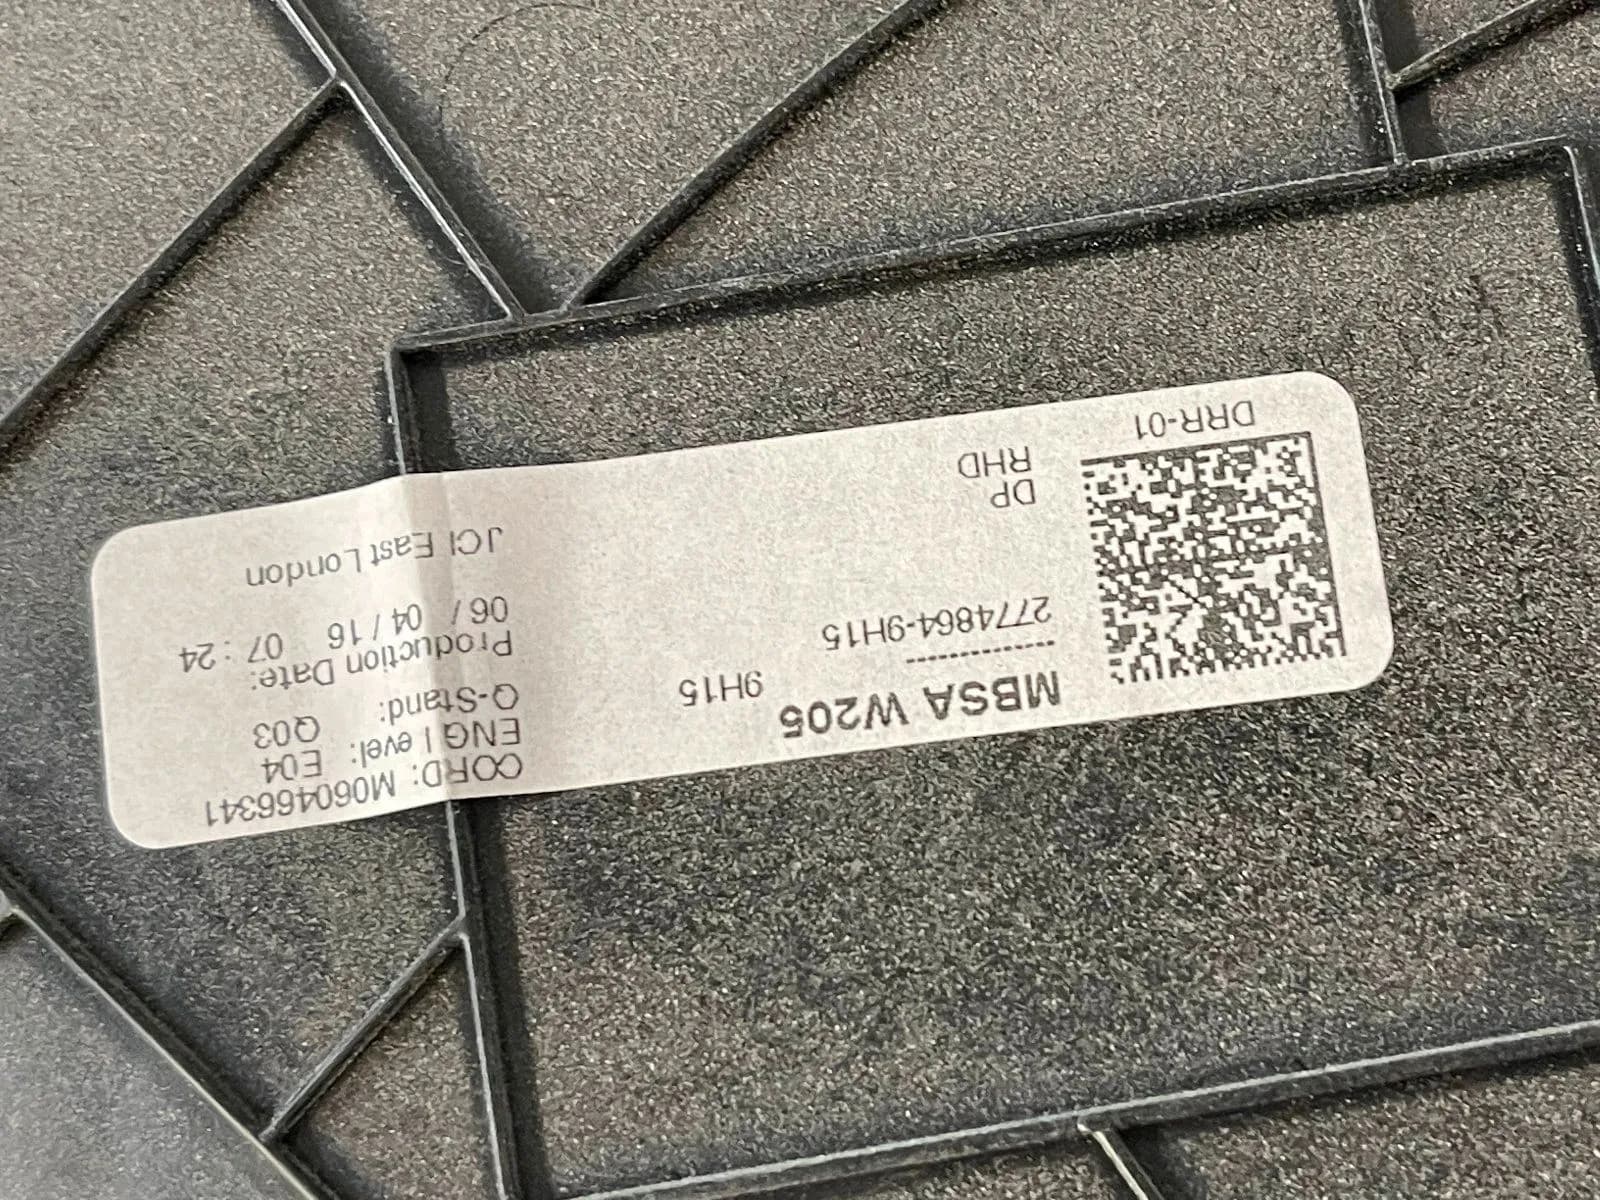 CORD: M060466341
ENG Level: E04
Q-Stand: Q03
Production Date:
06 / 04 / 16 07 : 24
JCI East London
MBSA W205 9H15
--------------
2774864-9H15
DP
RHD
DRR-01